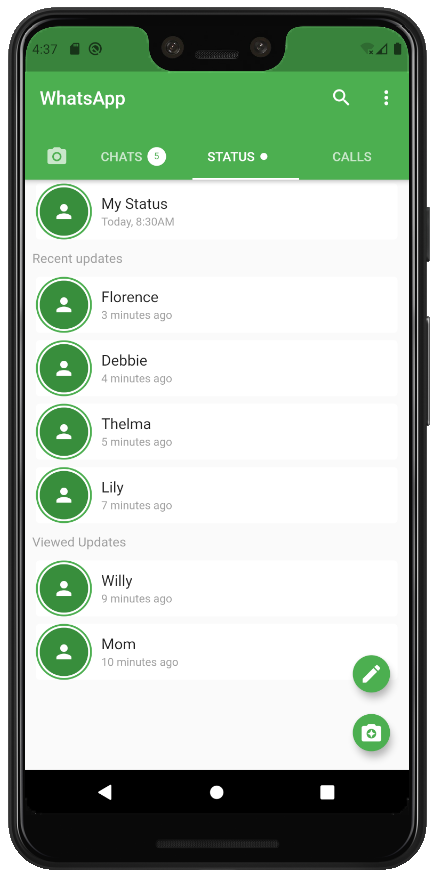 4:37
WhatsApp
CHATS 5 STATUS CALLS
My Status
Today, 8:30AM
Recent updates
Florence
3 minutes ago
Debbie
4 minutes ago
Thelma
5 minutes ago
Lily
7 minutes ago
Viewed Updates
Willy
9 minutes ago
Mom
10 minutes ago